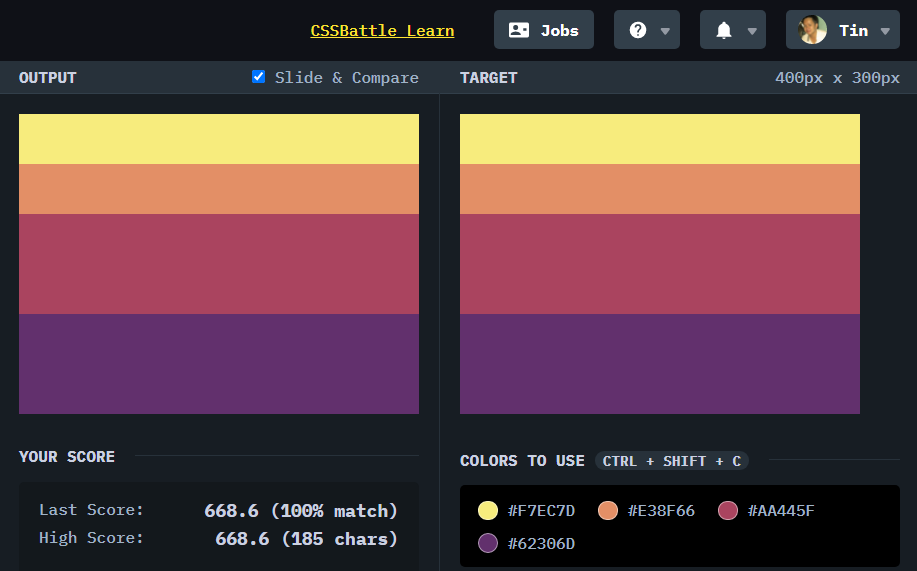 CSSBattle Learn Jobs Tin
OUTPUT Slide & Compare TARGET 400px x 300px
YOUR SCORE
COLORS TO USE CTRL + SHIFT + C
Last Score: 668.6 (100% match)
High Score: 668.6 (185 chars)
#F7EC7D #E38F66 #AA445F
#62306D